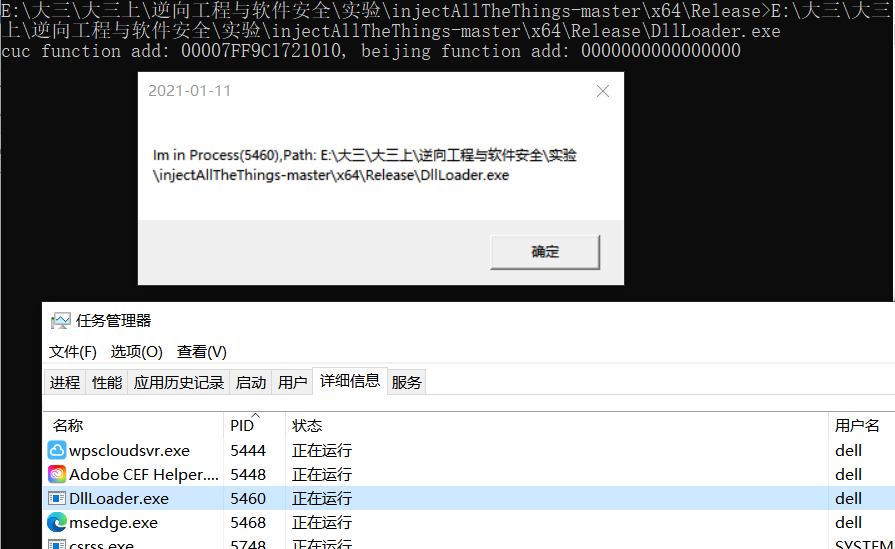 E:\大三\大三上\逆向工程与软件安全\实验\injectAllTheThings-master\x64\Release>E:\大三\大三
上\逆向工程与软件安全\实验\injectAllTheThings-master\x64\Release\DllLoader.exe
cuc function add: 00007FF9C1721010, beijing function add: 0000000000000000
2021-01-11
Im in Process(5460),Path: E:\大三\大三上\逆向工程与软件安全\实验
\injectAllTheThings-master\x64\Release\DllLoader.exe
确定
任务管理器
文件(F) 选项(O) 查看(V)
进程 性能 应用历史记录 启动 用户 详细信息 服务
名称 PID 状态 用户名
wpscloudsvr.exe 5444 正在运行 dell
Adobe CEF Helper.... 5448 正在运行 dell
DllLoader.exe 5460 正在运行 dell
msedge.exe 5468 正在运行 dell
csrss.exe 5748 正在运行 SYSTEM